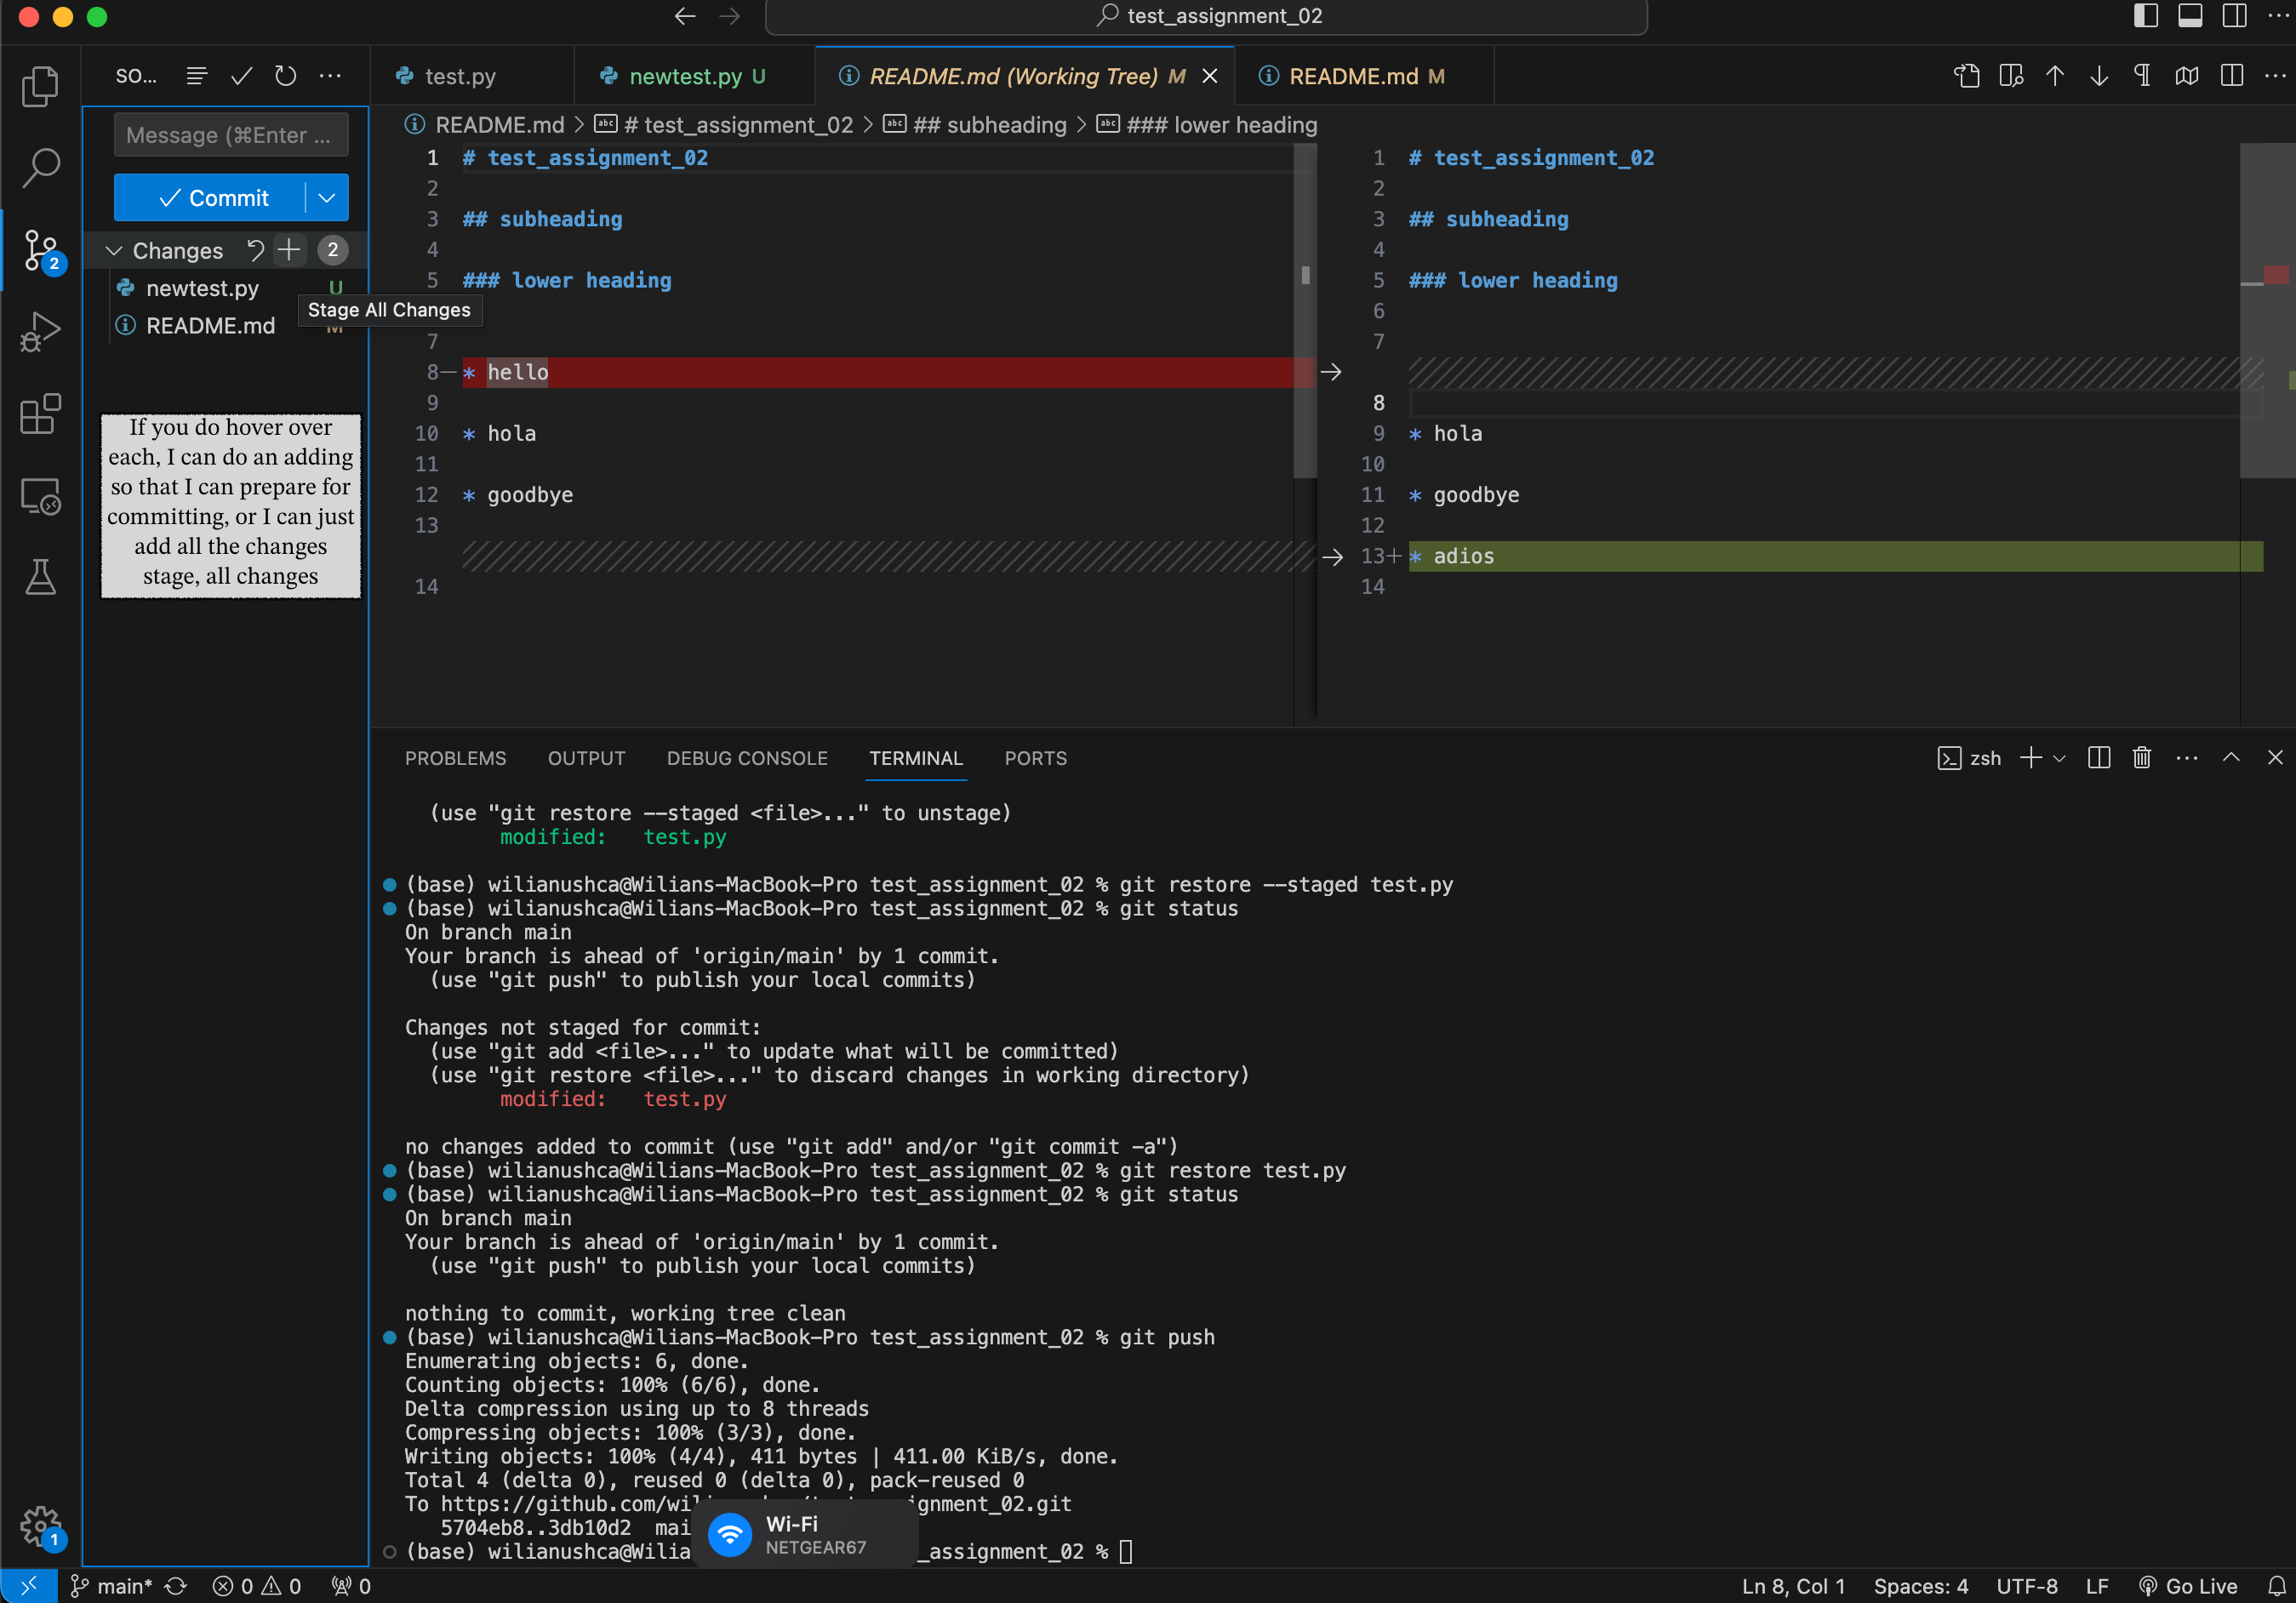 test_assignment_02
SO...
test.py
newtest.py U
README.md (Working Tree) M
README.md M
Message (⌘Enter ...
Commit
Changes 2
newtest.py U
README.md M
Stage All Changes
2
If you do hover over
each, I can do an adding
so that I can prepare for
committing, or I can just
add all the changes
stage, all changes
README.md > # test_assignment_02 > ## subheading > ### lower heading
1 # test_assignment_02
2
3 ## subheading
4
5 ### lower heading
7
8 * hello
9
10 * hola
11
12 * goodbye
13
14
1 # test_assignment_02
2
3 ## subheading
4
5 ### lower heading
6
7
8
9 * hola
10
11 * goodbye
12
13+ * adios
14
PROBLEMS OUTPUT DEBUG CONSOLE TERMINAL PORTS
zsh
(use "git restore --staged <file>..." to unstage)
modified: test.py
(base) wilianushca@Wilians-MacBook-Pro test_assignment_02 % git restore --staged test.py
(base) wilianushca@Wilians-MacBook-Pro test_assignment_02 % git status
On branch main
Your branch is ahead of 'origin/main' by 1 commit.
(use "git push" to publish your local commits)
Changes not staged for commit:
(use "git add <file>..." to update what will be committed)
(use "git restore <file>..." to discard changes in working directory)
modified: test.py
no changes added to commit (use "git add" and/or "git commit -a")
(base) wilianushca@Wilians-MacBook-Pro test_assignment_02 % git restore test.py
(base) wilianushca@Wilians-MacBook-Pro test_assignment_02 % git status
On branch main
Your branch is ahead of 'origin/main' by 1 commit.
(use "git push" to publish your local commits)
nothing to commit, working tree clean
(base) wilianushca@Wilians-MacBook-Pro test_assignment_02 % git push
Enumerating objects: 6, done.
Counting objects: 100% (6/6), done.
Delta compression using up to 8 threads
Compressing objects: 100% (3/3), done.
Writing objects: 100% (4/4), 411 bytes | 411.00 KiB/s, done.
Total 4 (delta 0), reused 0 (delta 0), pack-reused 0
To https://github.com/wil
gnment_02.git
5704eb8..3db10d2 mai
(base) wilianushca@Wilia
_assignment_02 %
Wi-Fi
NETGEAR67
1
main* 0 0 0
Ln 8, Col 1 Spaces: 4 UTF-8 LF Go Live